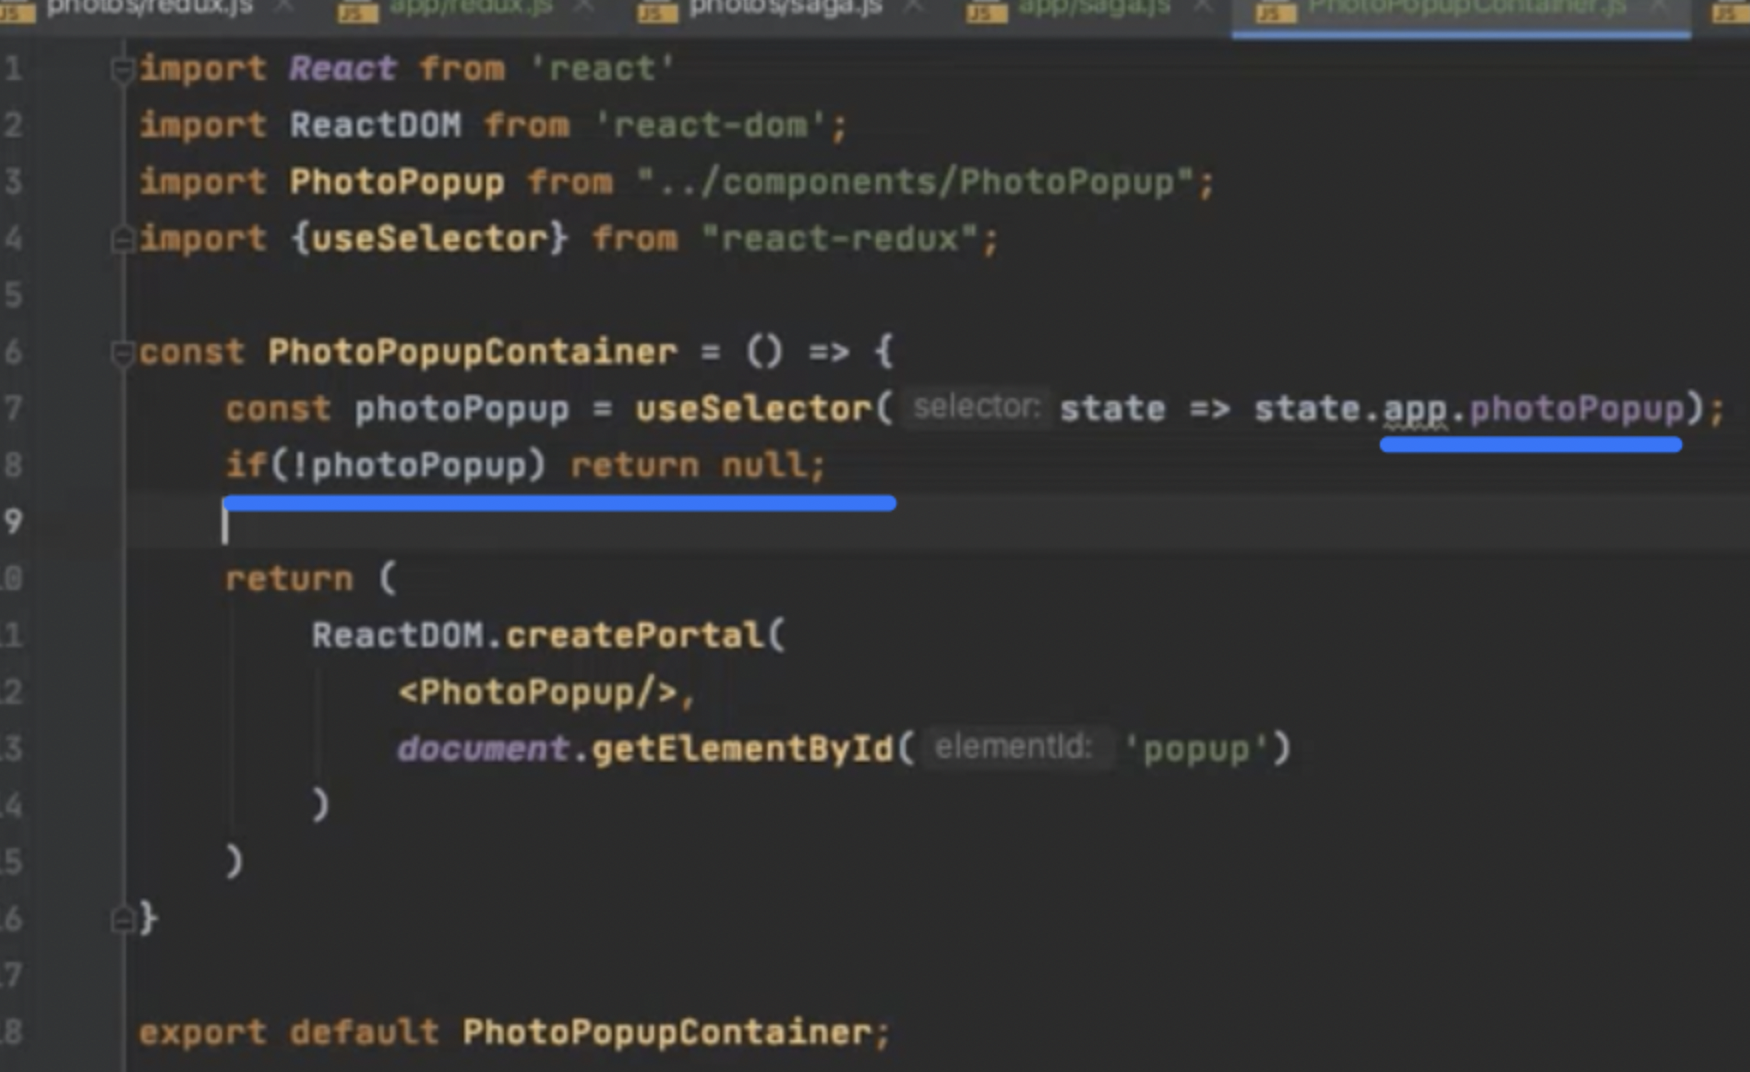 photos/redux.js app/redux.js photos/saga.js app/saga.js PhotoPopupContainer.js
1 import React from 'react'
2 import ReactDOM from 'react-dom';
3 import PhotoPopup from "../components/PhotoPopup";
4 import {useSelector} from "react-redux";
5
6 const PhotoPopupContainer = () => {
7 const photoPopup = useSelector( selector: state => state.app.photoPopup);
8 if(!photoPopup) return null;
9
10 return (
11 ReactDOM.createPortal(
12 <PhotoPopup/>,
13 document.getElementById( elementId: 'popup')
14 )
15 )
16 }
17
18 export default PhotoPopupContainer;